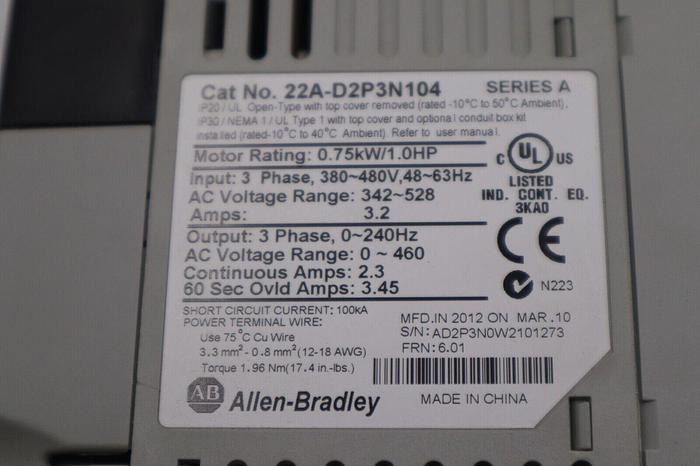 Cat No. 22A-D2P3N104 SERIES A
IP20 / UL Open-Type with top cover removed (rated -10°C to 50°C Ambient).
IP30 / NEMA 1 / UL Type 1 with top cover and optional conduit box kit
installed (rated-10°C to 40°C Ambient). Refer to user manual.
Motor Rating: 0.75kW/1.0HP
Input: 3 Phase, 380~480V,48~63Hz
AC Voltage Range: 342~528
Amps: 3.2
Output: 3 Phase, 0~240Hz
AC Voltage Range: 0 ~ 460
Continuous Amps: 2.3
60 Sec Ovld Amps: 3.45
C UL US
LISTED
IND. CONT. EQ.
3KA0
CE
N223
SHORT CIRCUIT CURRENT: 100kA
POWER TERMINAL WIRE:
Use 75°C Cu Wire
3.3 mm² - 0.8 mm² (12-18 AWG)
Torque 1.96 Nm(17.4 in.-lbs.)
MFD.IN 2012 ON MAR.10
S/N: AD2P3N0W2101273
FRN: 6.01
AB Allen-Bradley
MADE IN CHINA